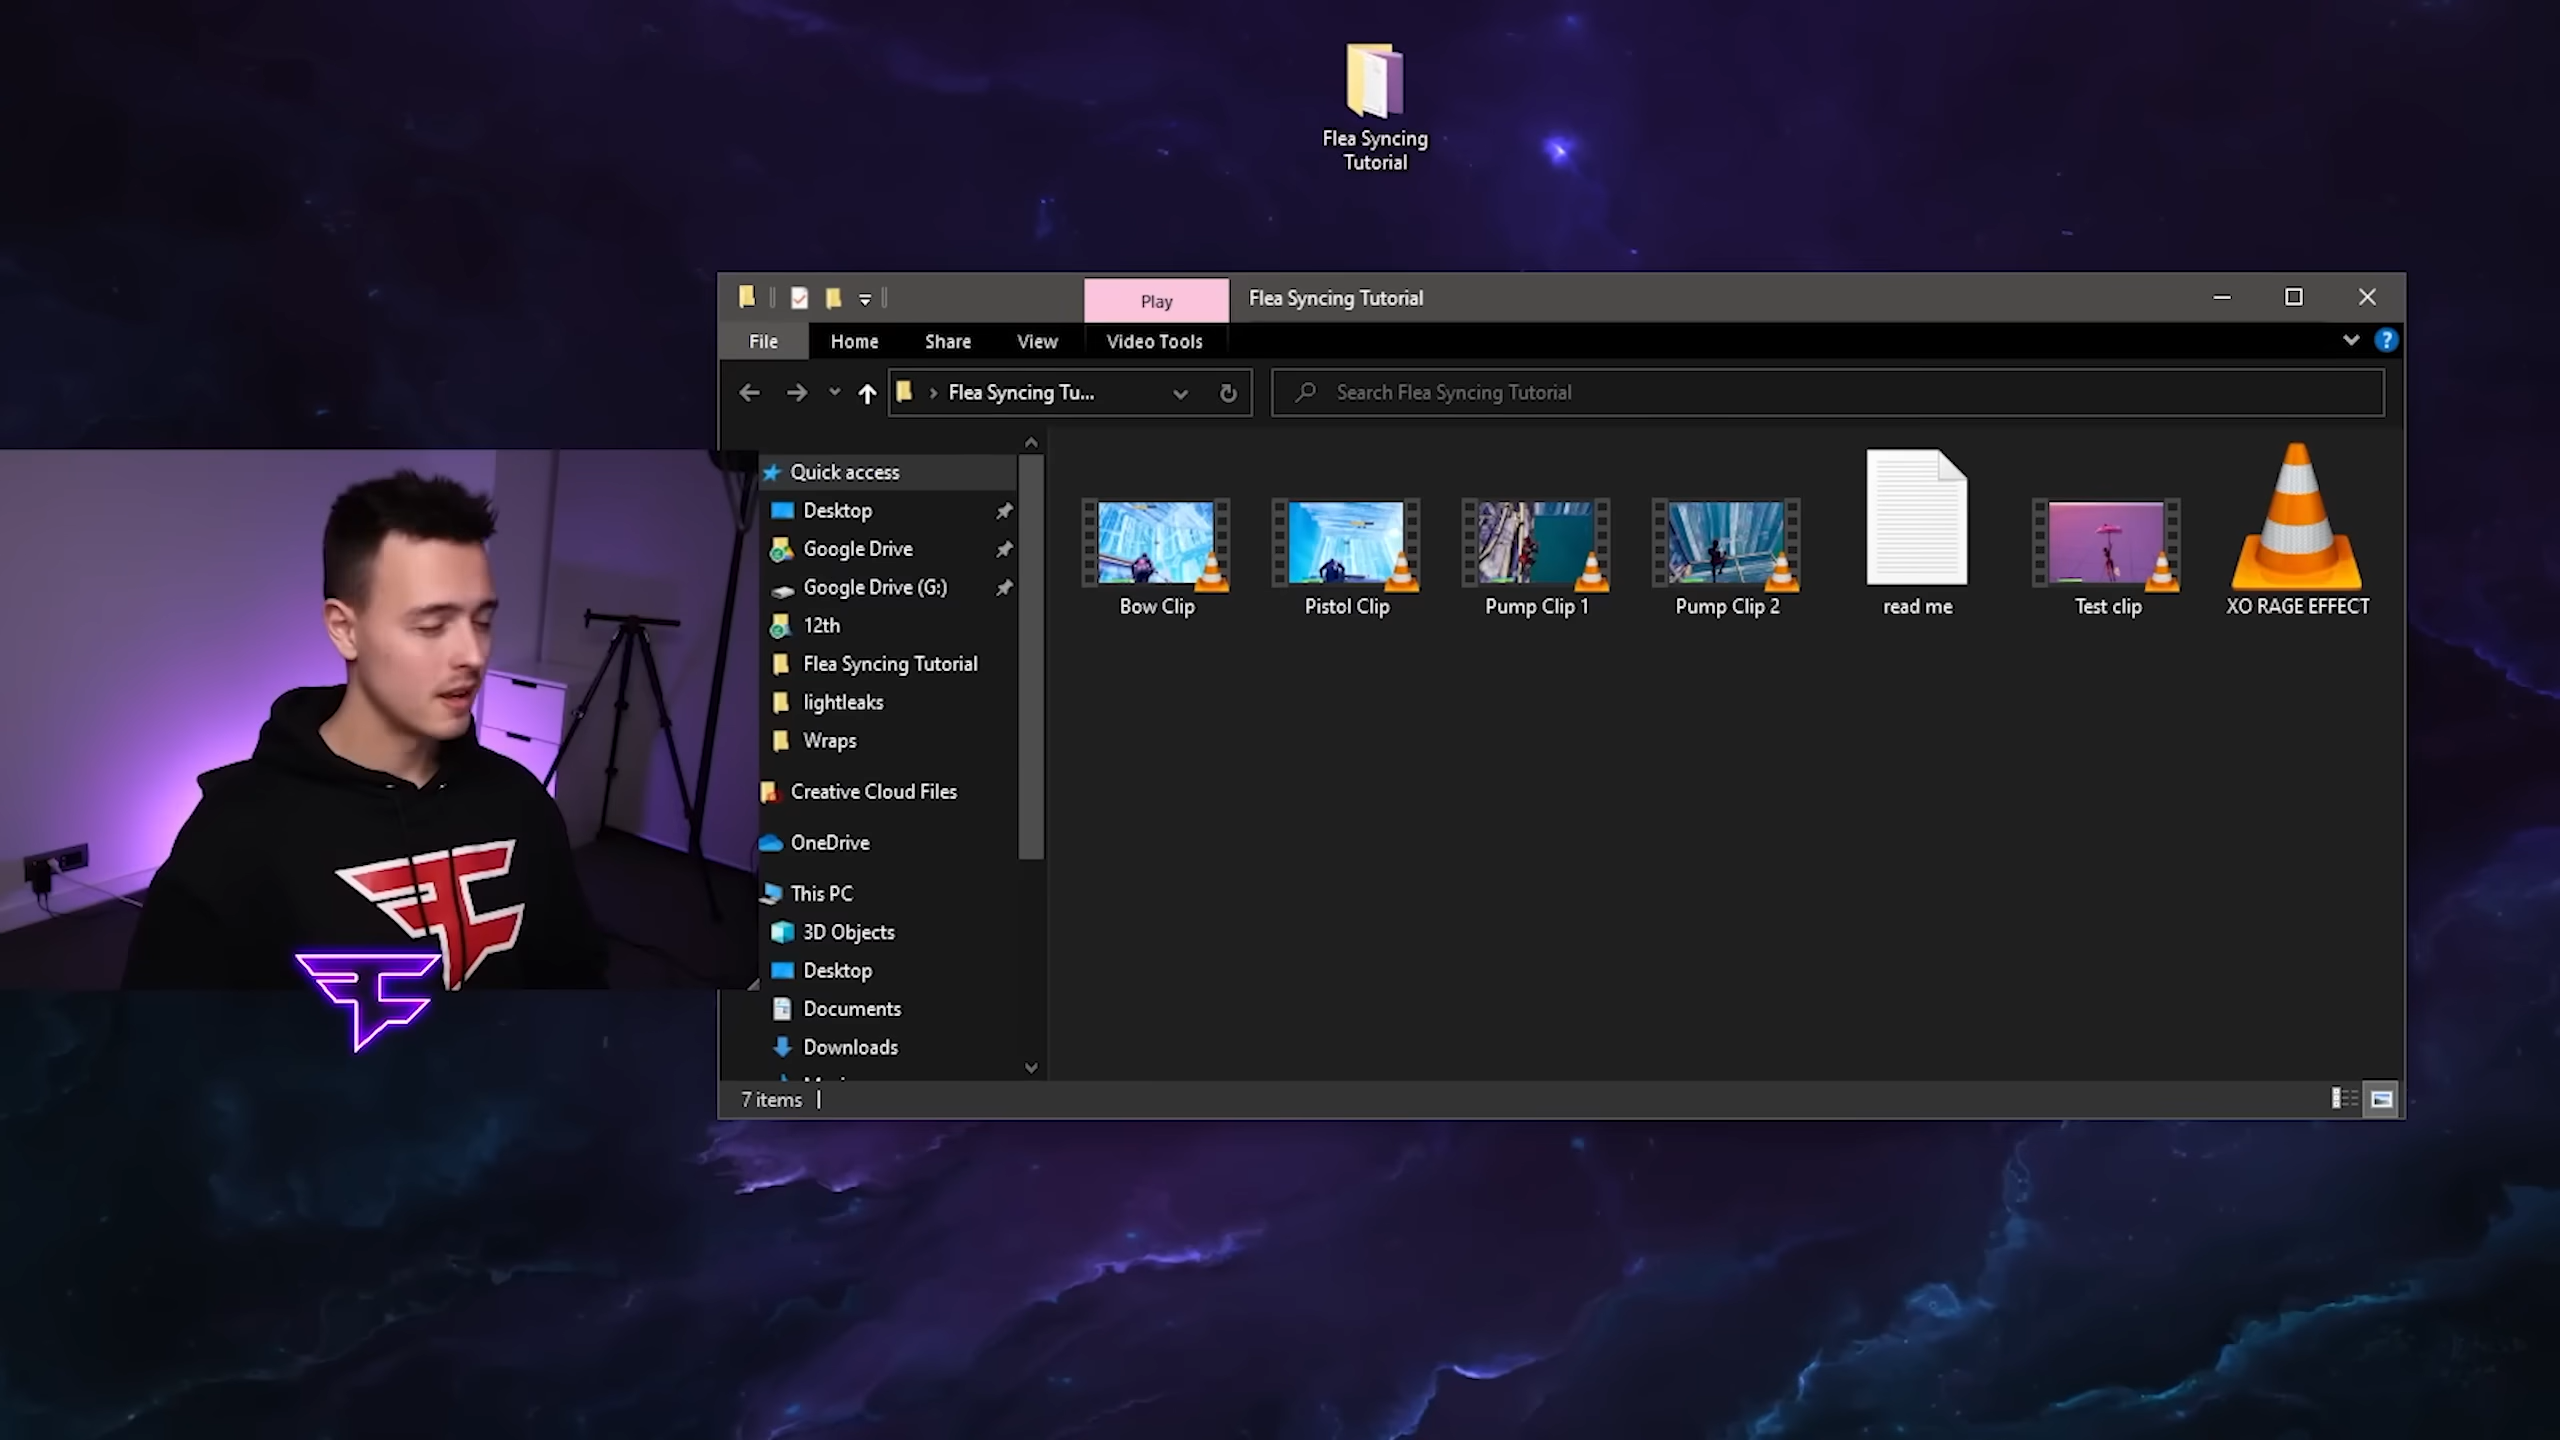 Flea Syncing
Tutorial
Play
Flea Syncing Tutorial
File
Home
Share
View
Video Tools
Flea Syncing Tu...
Search Flea Syncing Tutorial
Quick access
Desktop
Google Drive
Google Drive (G:)
12th
Flea Syncing Tutorial
lightleaks
Wraps
Creative Cloud Files
OneDrive
This PC
3D Objects
Desktop
Documents
Downloads
Bow Clip
Pistol Clip
Pump Clip 1
Pump Clip 2
read me
Test clip
XO RAGE EFFECT
7 items